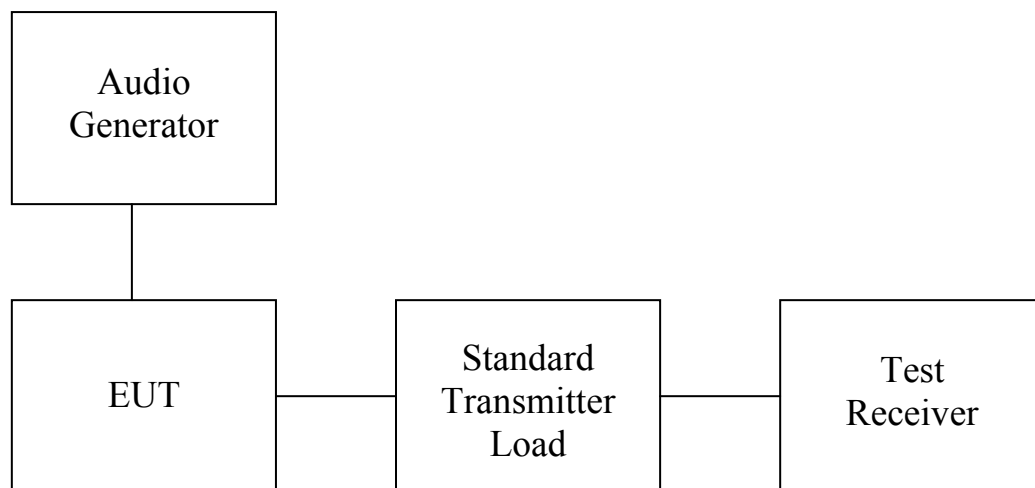 Audio
Generator
EUT
Standard
Transmitter
Load
Test
Receiver